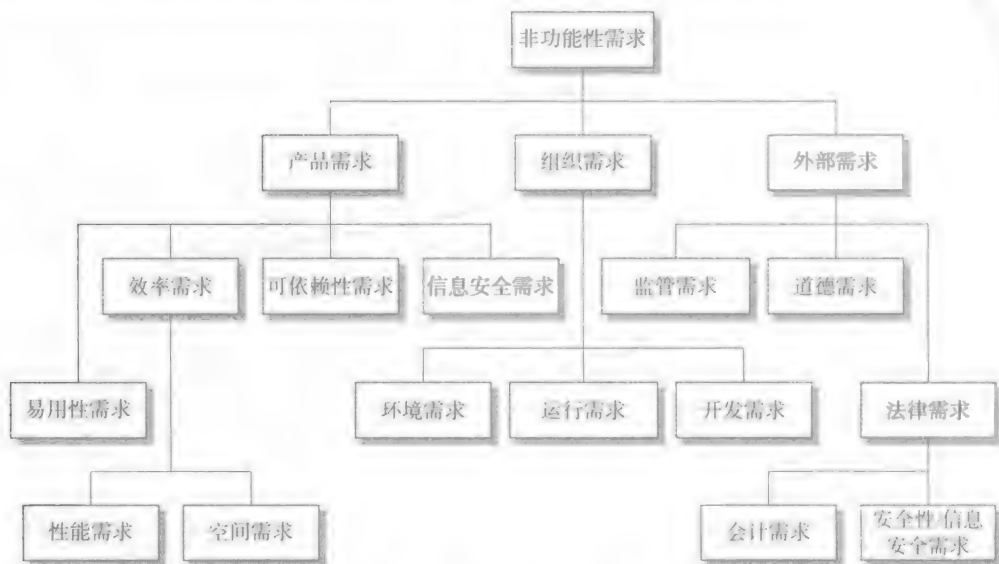 非功能性需求
产品需求
组织需求
外部需求
效率需求
可依赖性需求
信息安全需求
监管需求
道德需求
易用性需求
环境需求
运行需求
开发需求
法律需求
性能需求
空间需求
会计需求
安全性 信息
安全需求